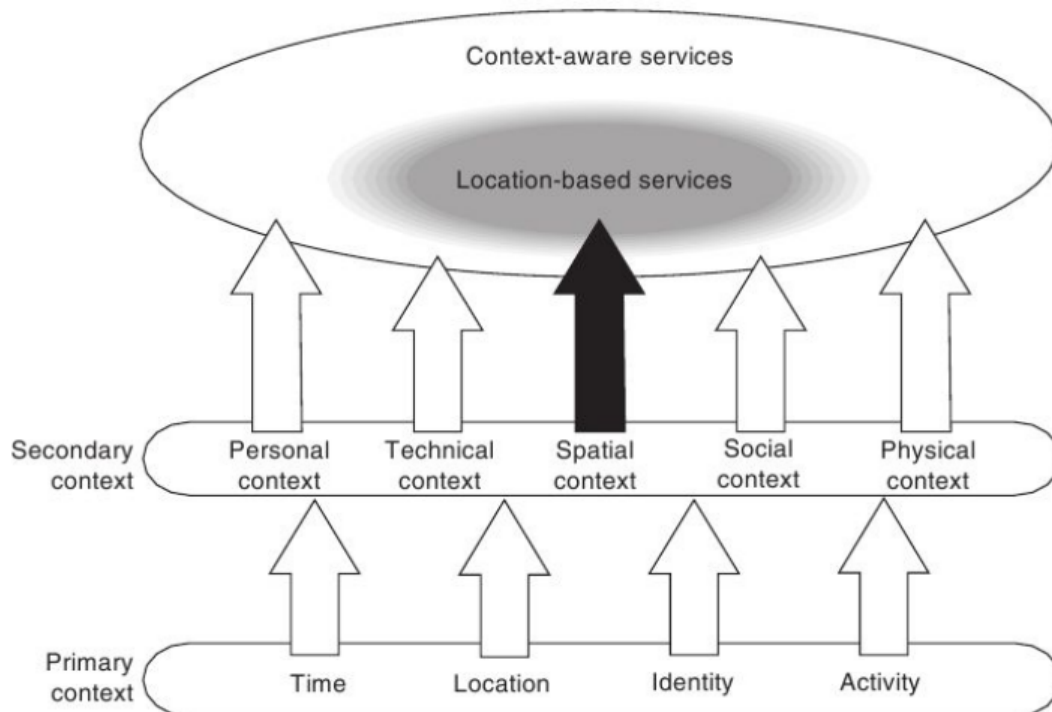 Context-aware services
Location-based services
Secondary
context
Personal
context
Technical
context
Spatial
context
Social
context
Physical
context
Primary
context
Time
Location
Identity
Activity